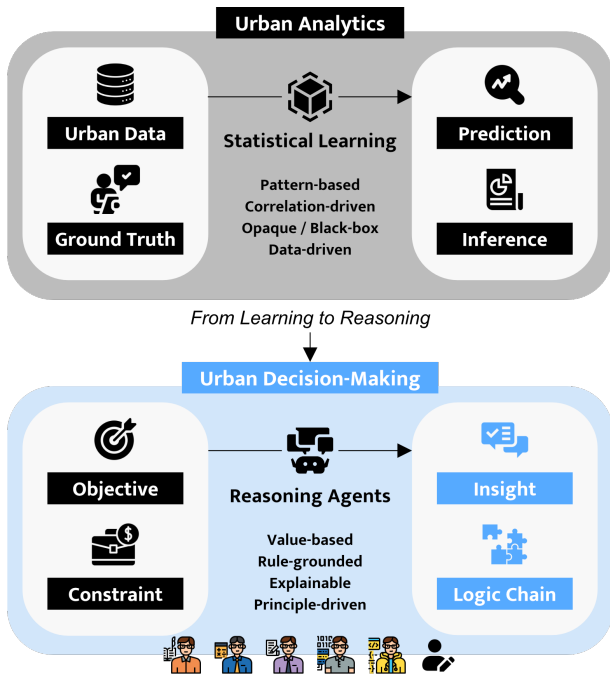 Urban Analytics
Urban Data
Ground Truth
Statistical Learning
Pattern-based
Correlation-driven
Opaque / Black-box
Data-driven
Prediction
Inference
From Learning to Reasoning
Urban Decision-Making
Objective
Constraint
$
Reasoning Agents
Value-based
Rule-grounded
Explainable
Principle-driven
Insight
Logic Chain